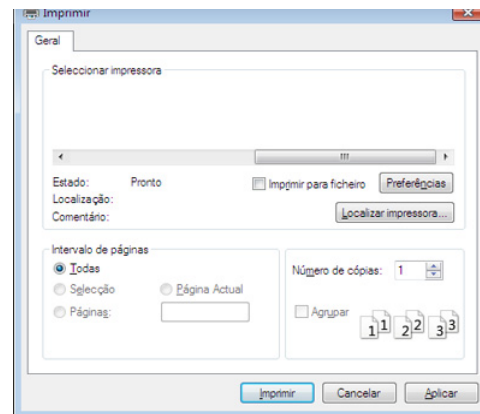 Imprimir
Geral
Seleccionar impressora
Estado: Pronto
Imprimir para ficheiro
Preferências
Localização:
Comentário:
Localizar impressora...
Intervalo de páginas
Todas
Selecção
Página Actual
Páginas:
Número de cópias: 1
Agrupar
1 1 2 2 3 3
Imprimir Cancelar Aplicar